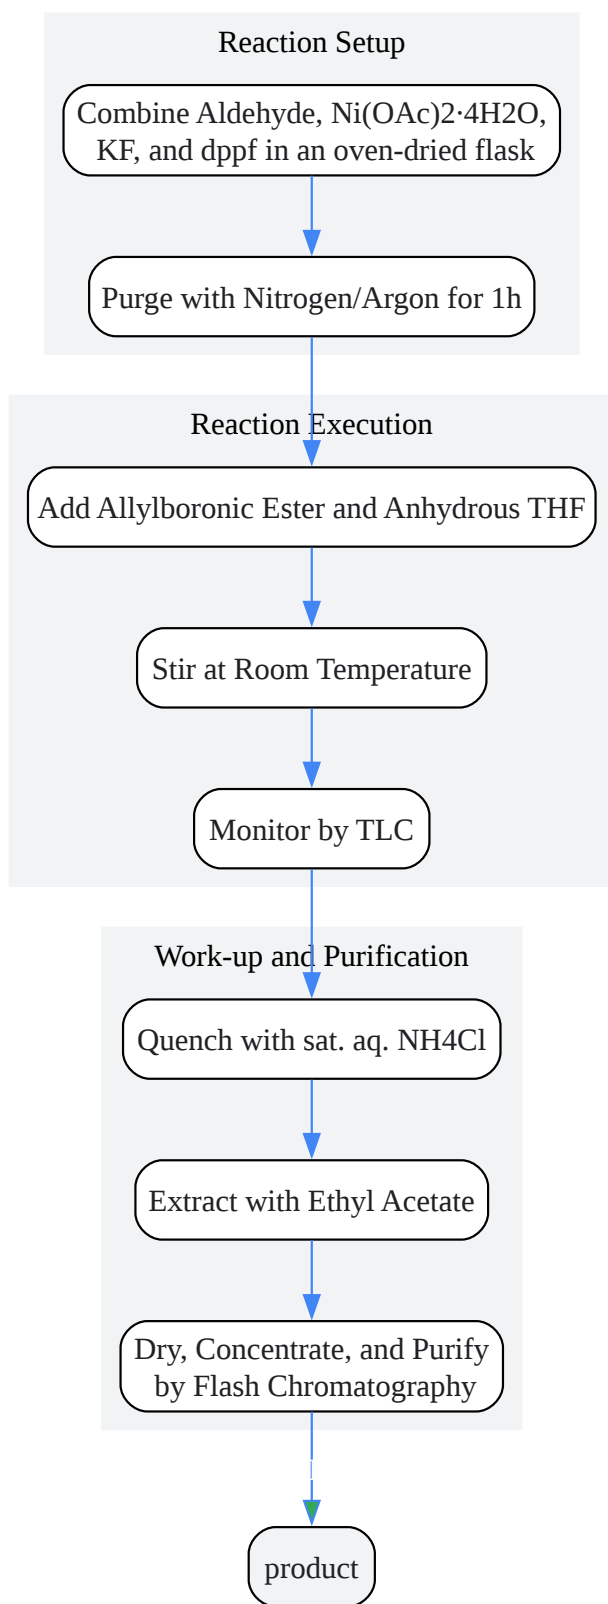 Reaction Setup
Combine Aldehyde, Ni(OAc)2·4H2O,
KF, and dppf in an oven-dried flask
Purge with Nitrogen/Argon for 1h
Reaction Execution
Add Allylboronic Ester and Anhydrous THF
Stir at Room Temperature
Monitor by TLC
Work-up and Purification
Quench with sat. aq. NH4Cl
Extract with Ethyl Acetate
Dry, Concentrate, and Purify
by Flash Chromatography
product